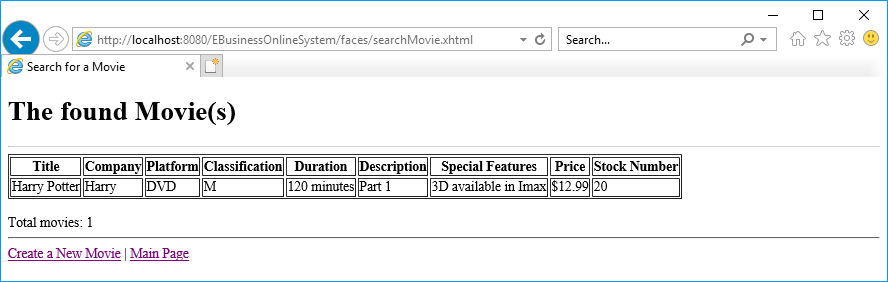 http://localhost:8080/EBusinessOnlineSystem/faces/searchMovie.xhtml Search...
Search for a Movie
The found Movie(s)
Title Company Platform Classification Duration Description Special Features Price Stock Number
Harry Potter Harry DVD M 120 minutes Part 1 3D available in Imax $12.99 20
Total movies: 1
Create a New Movie | Main Page